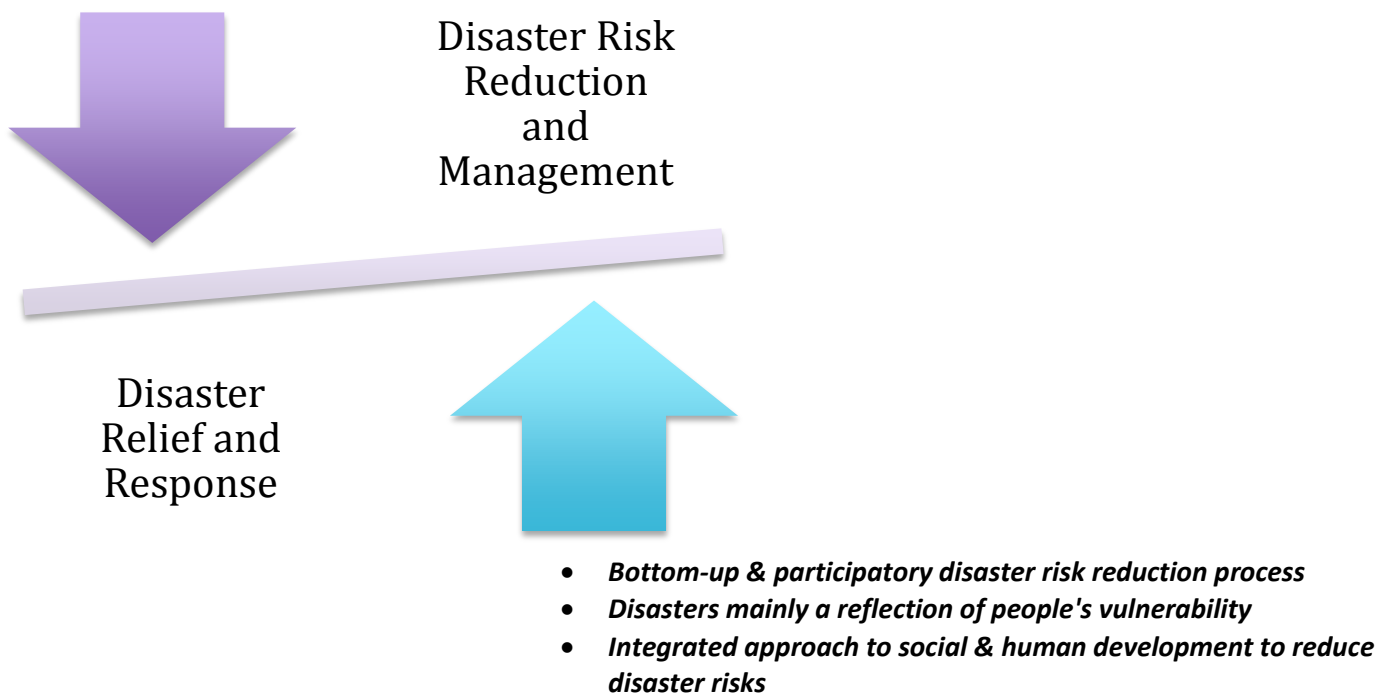 Disaster Risk
Reduction
and
Management
Disaster
Relief and
Response
• Bottom-up & participatory disaster risk reduction process
• Disasters mainly a reflection of people's vulnerability
• Integrated approach to social & human development to reduce
disaster risks